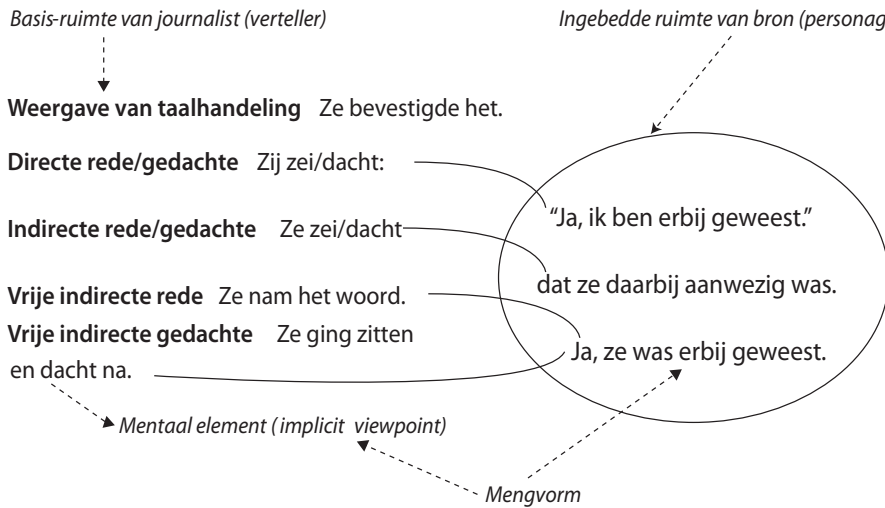 Basis-ruimte van journalist (verteller) Ingebedde ruimte van bron (personag
Weergave van taalhandeling Ze bevestigde het.
Directe rede/gedachte Zij zei/dacht:
“Ja, ik ben erbij geweest.”
Indirecte rede/gedachte Ze zei/dacht
dat ze daarbij aanwezig was.
Vrije indirecte rede Ze nam het woord.
Vrije indirecte gedachte Ze ging zitten
en dacht na.
Ja, ze was erbij geweest.
Mentaal element (implicit viewpoint)
Mengvorm